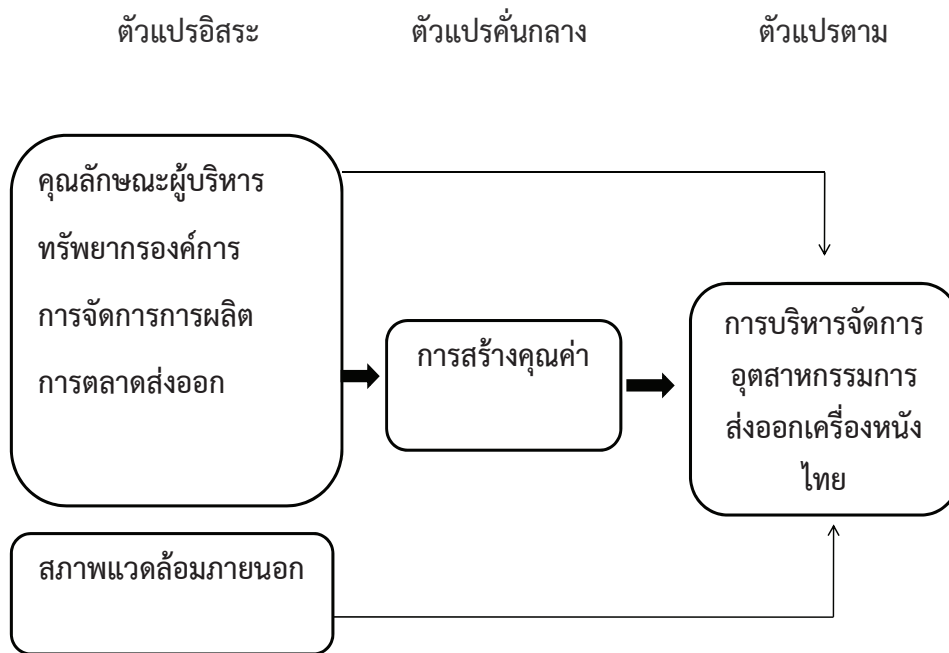 ตัวแปรอิสระ ตัวแปรคั่นกลาง ตัวแปรตาม
คุณลักษณะผู้บริหาร
ทรัพยากรองค์การ
การจัดการการผลิต
การตลาดส่งออก
การสร้างคุณค่า
การบริหารจัดการ
อุตสาหกรรมการ
ส่งออกเครื่องหนัง
ไทย
สภาพแวดล้อมภายนอก